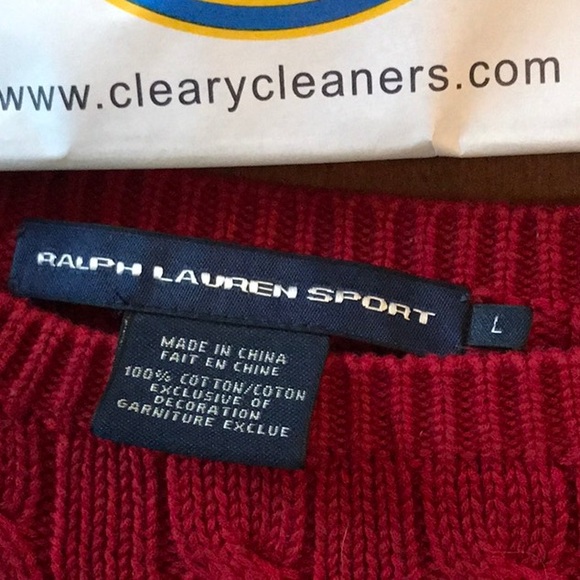 www.clearycleaners.com
RALPH LAUREN SPORT
L
MADE IN CHINA
FAIT EN CHINE
100% COTTON/COTON
EXCLUSIVE OF
DECORATION
GARNITURE EXCLUE